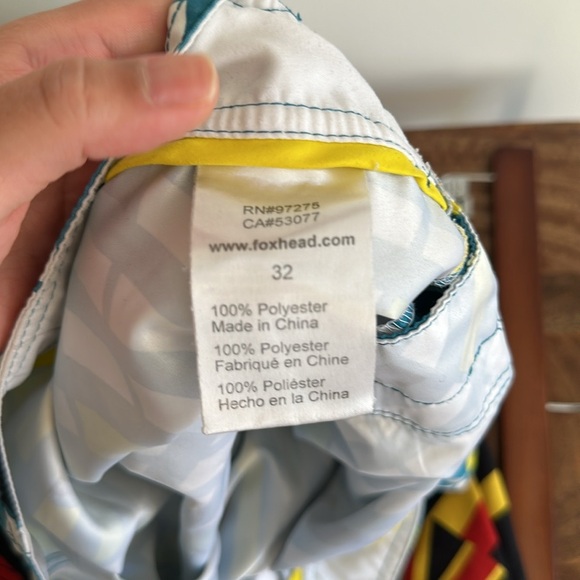 RN#97275
CA#53077
www.foxhead.com
32
100% Polyester
Made in China
100% Polyester
Fabriqué en Chine
100% Poliéster
Hecho en la China